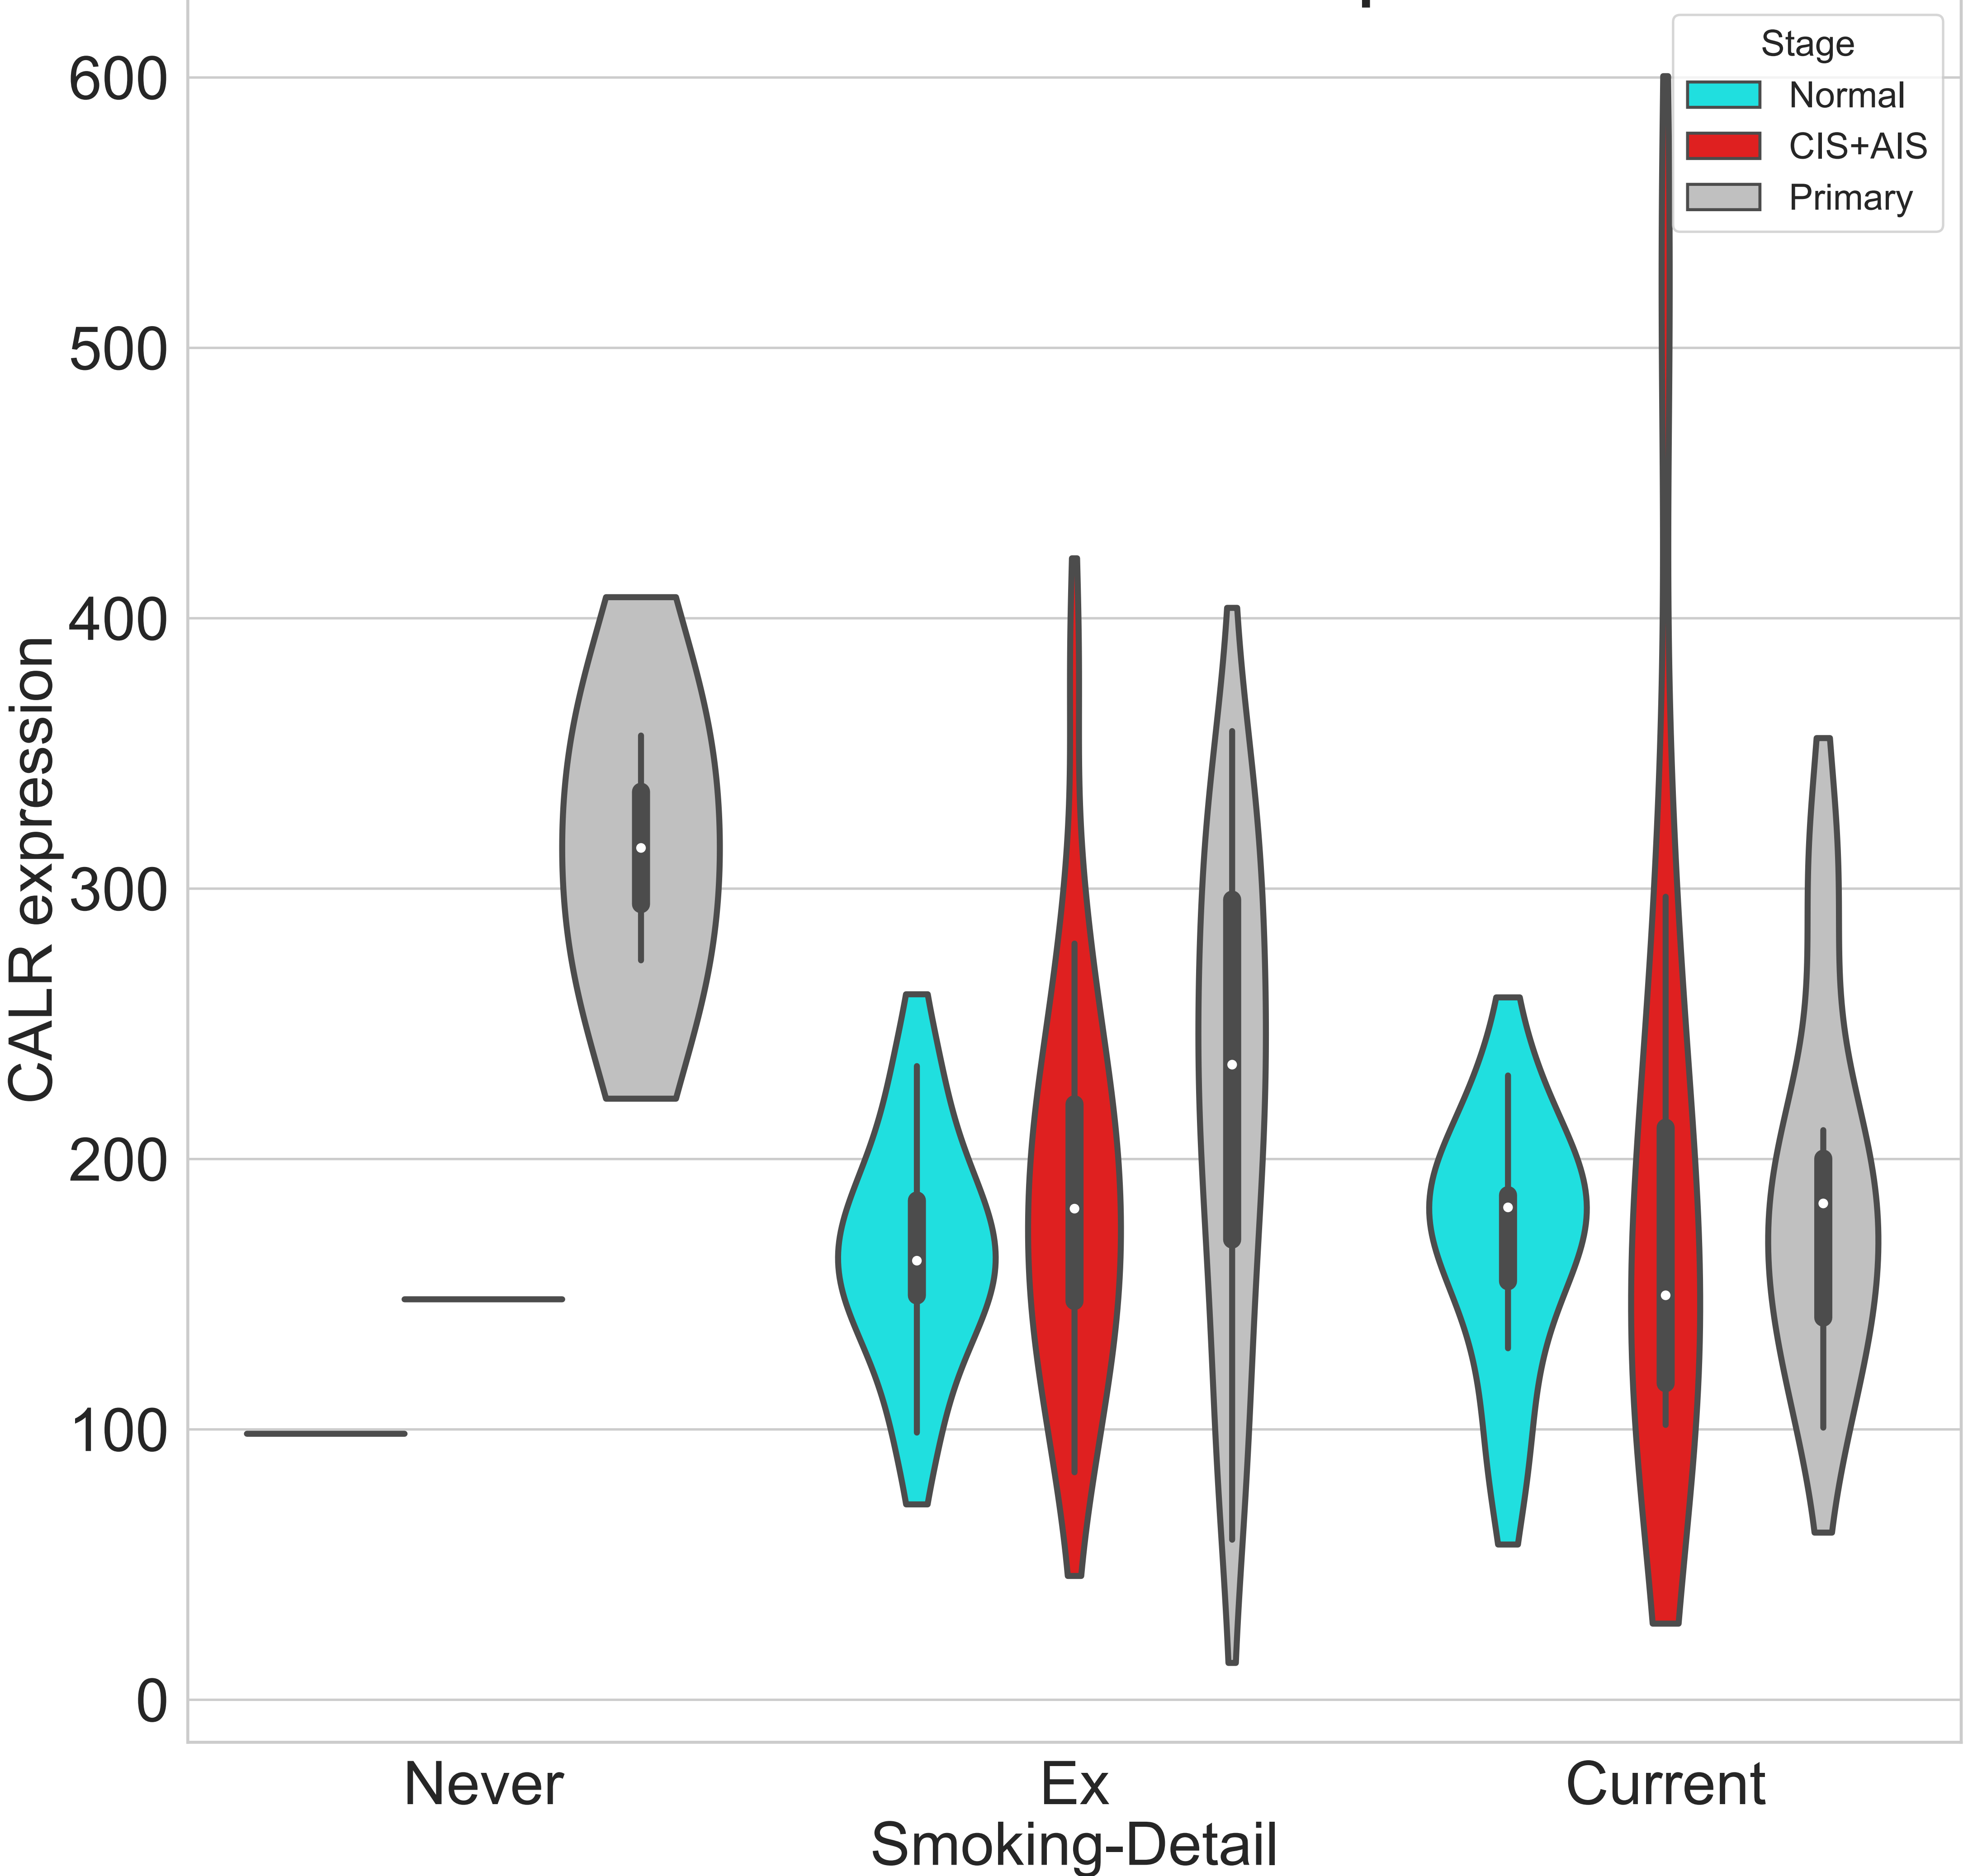 Stage
Normal
CIS+AIS
Primary
600
500
400
300
200
100
0
CALR expression
Never
Ex
Current
Smoking-Detail